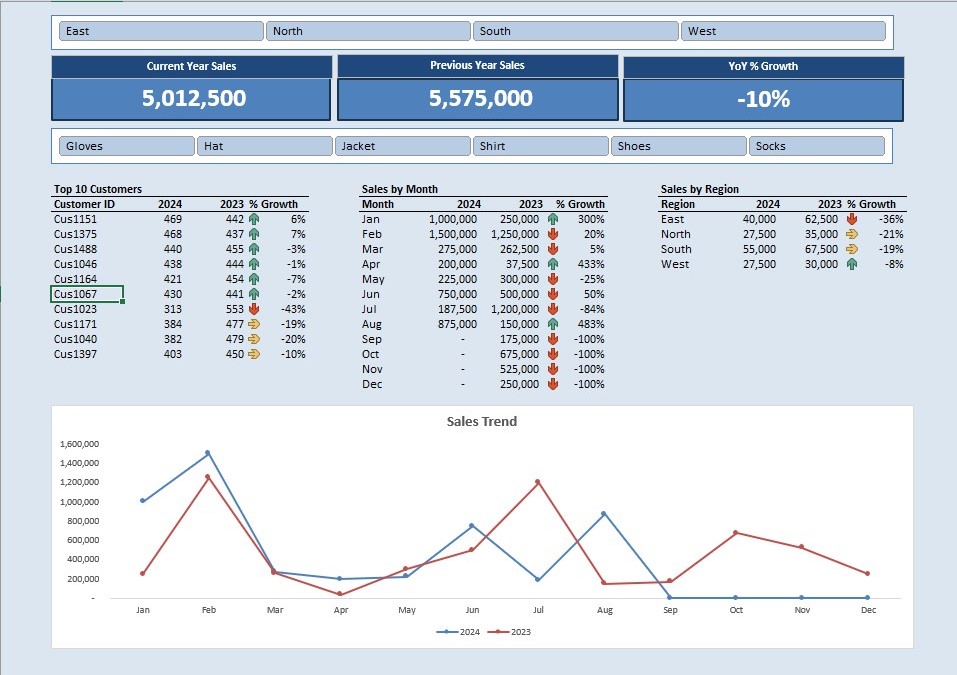 East North South West
Current Year Sales Previous Year Sales YoY % Growth
5,012,500 5,575,000 -10%
Gloves Hat Jacket Shirt Shoes Socks
Top 10 Customers
Customer ID 2024 2023 % Growth
Cus1151 469 442 6%
Cus1375 468 437 7%
Cus1488 440 455 -3%
Cus1046 438 444 -1%
Cus1164 421 454 -7%
Cus1067 430 441 -2%
Cus1023 313 553 -43%
Cus1171 384 477 -19%
Cus1040 382 479 -20%
Cus1397 403 450 -10%
Sales by Month
Month 2024 2023 % Growth
Jan 1,000,000 250,000 300%
Feb 1,500,000 1,250,000 20%
Mar 275,000 262,500 5%
Apr 200,000 37,500 433%
May 225,000 300,000 -25%
Jun 750,000 500,000 50%
Jul 187,500 1,200,000 -84%
Aug 875,000 150,000 483%
Sep - 175,000 -100%
Oct - 675,000 -100%
Nov - 525,000 -100%
Dec - 250,000 -100%
Sales by Region
Region 2024 2023 % Growth
East 40,000 62,500 -36%
North 27,500 35,000 -21%
South 55,000 67,500 -19%
West 27,500 30,000 -8%
Sales Trend
1,600,000
1,400,000
1,200,000
1,000,000
800,000
600,000
400,000
200,000
-
Jan Feb Mar Apr May Jun Jul Aug Sep Oct Nov Dec
2024 2023